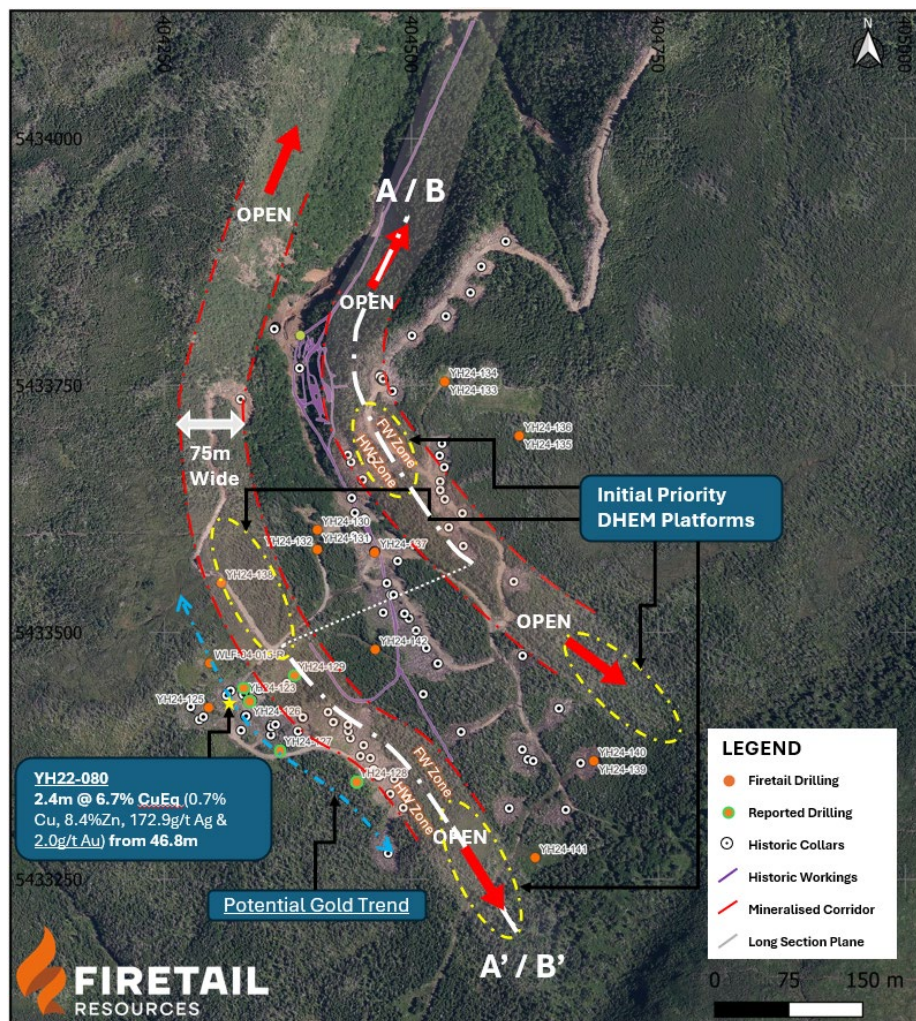 404250
404500
404750
405000
N
5434000
A / B
OPEN
OPEN
YH24-134
YH24-133
5433750
YH24-136
YH24-135
FW Zone
HW Zone
75m
Wide
Initial Priority
DHEM Platforms
YH24-130
YH24-132
YH24-131
YH24-137
YH24-138
5433500
OPEN
YH24-142
WLF-04-013-R
YH24-129
YH24-123
YH24-125
YH24-126
YH24-127
YH24-128
YH24-140
YH24-139
FW Zone
HW Zone
OPEN
YH24-141
YH22-080
2.4m @ 6.7% CuEq (0.7%
Cu, 8.4%Zn, 172.9g/t Ag &
2.0g/t Au) from 46.8m
5433250
Potential Gold Trend
A' / B'
LEGEND
Firetail Drilling
Reported Drilling
Historic Collars
Historic Workings
Mineralised Corridor
Long Section Plane
0 75 150 m
FIRETAIL
RESOURCES